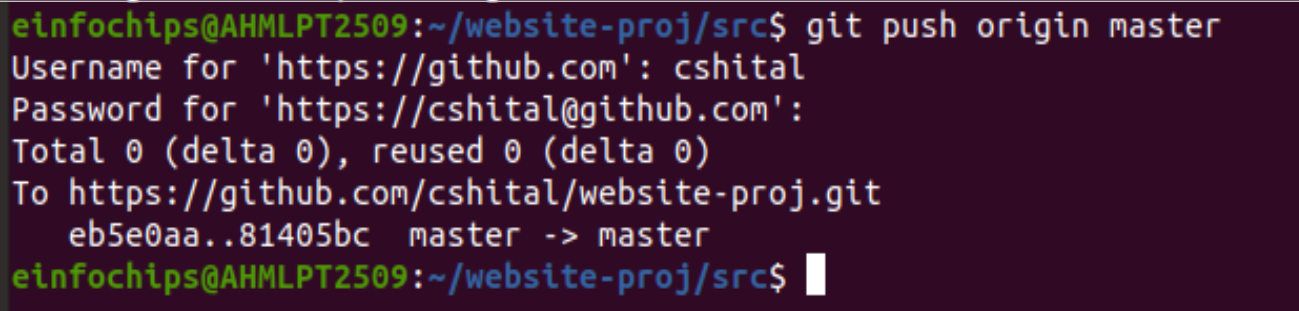 einfochips@AHMLPT2509:~/website-proj/src$ git push origin master
Username for 'https://github.com': cshital
Password for 'https://cshital@github.com':
Total 0 (delta 0), reused 0 (delta 0)
To https://github.com/cshital/website-proj.git
   eb5e0aa..81405bc  master -> master
einfochips@AHMLPT2509:~/website-proj/src$